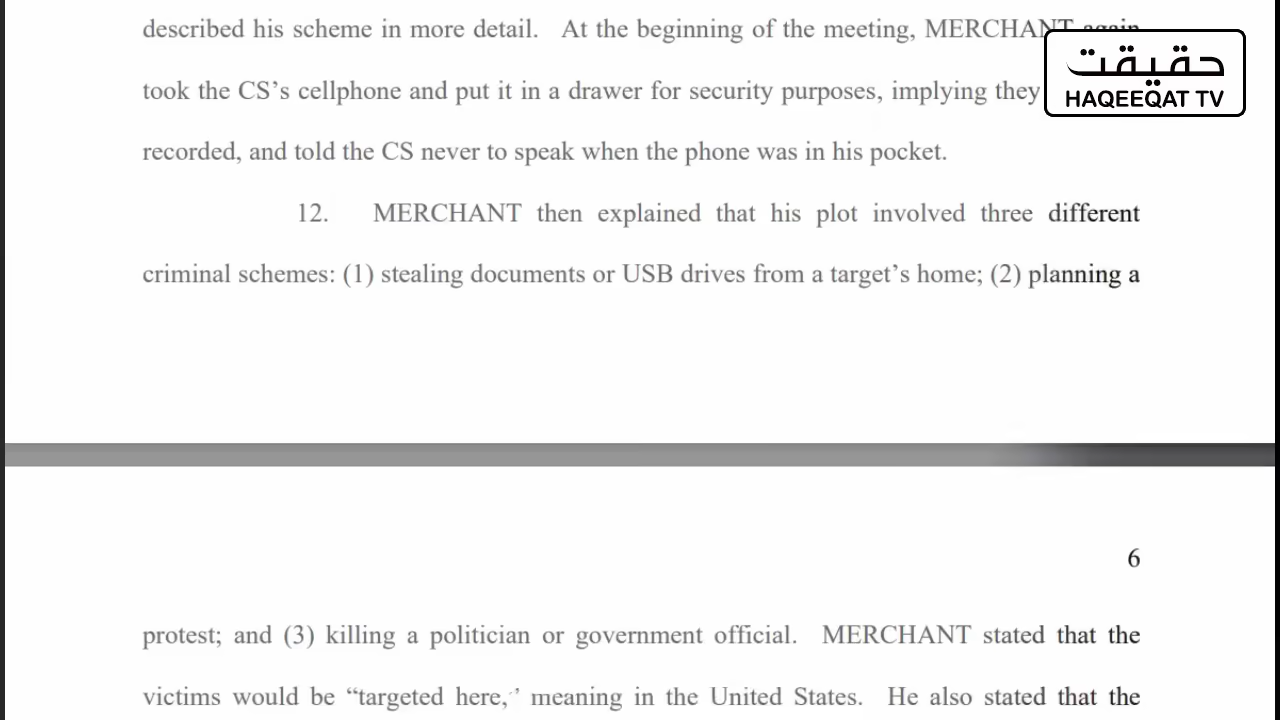 described his scheme in more detail. At the beginning of the meeting, MERCHANT again
حقیقت
HAQEEQAT TV
took the CS's cellphone and put it in a drawer for security purposes, implying they
recorded, and told the CS never to speak when the phone was in his pocket.
12. MERCHANT then explained that his plot involved three different
criminal schemes: (1) stealing documents or USB drives from a target's home; (2) planning a
6
protest; and (3) killing a politician or government official. MERCHANT stated that the
victims would be “targeted here,” meaning in the United States. He also stated that the